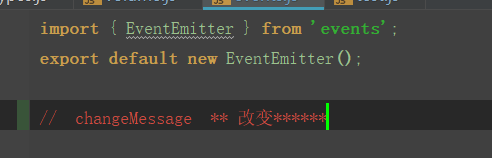 import { EventEmitter } from 'events';
export default new EventEmitter();
// changeMessage ** 改变******